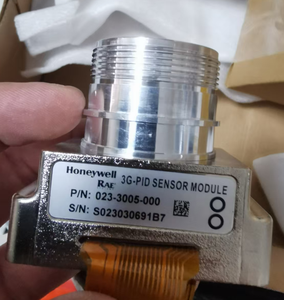 Honeywell
RAE 3G-PID SENSOR MODULE
P/N: 023-3005-000
S/N: S023030691B7